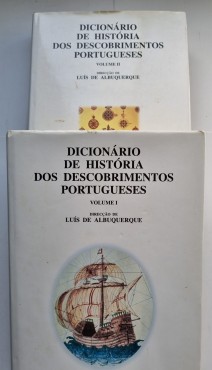 DICIONÁRIO
DE HISTÓRIA
DOS DESCOBRIMENTOS
PORTUGUESES
VOLUME II
DIRECÇÃO DE
LUÍS DE ALBUQUERQUE
DICIONÁRIO
DE HISTÓRIA
DOS DESCOBRIMENTOS
PORTUGUESES
VOLUME I
DIRECÇÃO DE
LUÍS DE ALBUQUERQUE